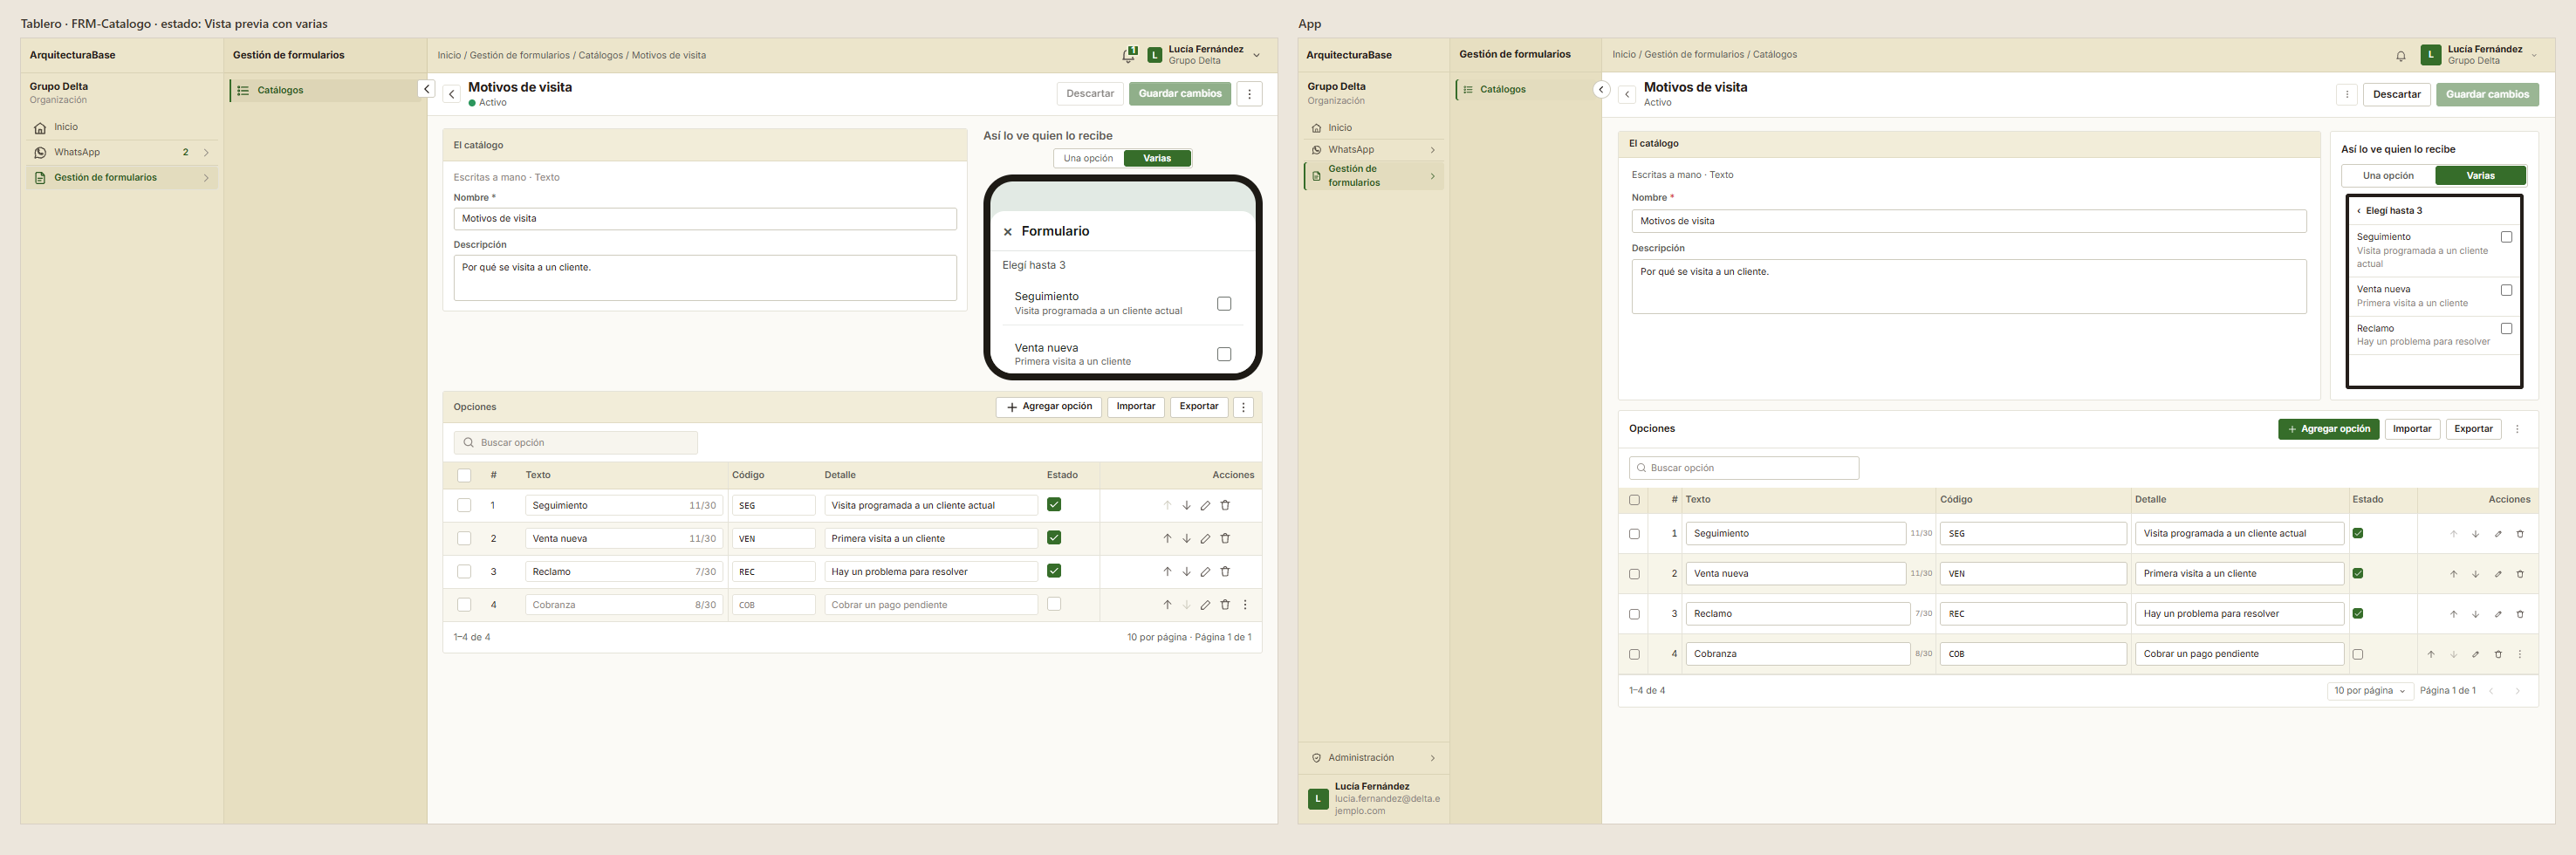 Tablero · FRM-Catalogo · estado: Vista previa con varias
ArquitecturaBase
Grupo Delta
Organización
Inicio
WhatsApp 2
Gestión de formularios
Gestión de formularios
Catálogos
Inicio / Gestión de formularios / Catálogos / Motivos de visita
1
L
Lucía Fernández
Grupo Delta
Motivos de visita
Activo
Descartar
Guardar cambios
El catálogo
Escritas a mano · Texto
Nombre *
Motivos de visita
Descripción
Por qué se visita a un cliente.
Así lo ve quien lo recibe
Una opción
Varias
Formulario
Elegí hasta 3
Seguimiento
Visita programada a un cliente actual
Venta nueva
Primera visita a un cliente
Opciones
Agregar opción
Importar
Exportar
Buscar opción
# Texto Código Detalle Estado Acciones
1 Seguimiento 11/30 SEG Visita programada a un cliente actual
2 Venta nueva 11/30 VEN Primera visita a un cliente
3 Reclamo 7/30 REC Hay un problema para resolver
4 Cobranza 8/30 COB Cobrar un pago pendiente
1–4 de 4
10 por página · Página 1 de 1
App
ArquitecturaBase
Grupo Delta
Organización
Inicio
WhatsApp
Gestión de
formularios
Administración
L
Lucía Fernández
lucia.fernandez@delta.e
jemplo.com
Gestión de formularios
Catálogos
Inicio / Gestión de formularios / Catálogos
L
Lucía Fernández
Grupo Delta
Motivos de visita
Activo
Descartar
Guardar cambios
El catálogo
Escritas a mano · Texto
Nombre *
Motivos de visita
Descripción
Por qué se visita a un cliente.
Así lo ve quien lo recibe
Una opción
Varias
Elegí hasta 3
Seguimiento
Visita programada a un cliente
actual
Venta nueva
Primera visita a un cliente
Reclamo
Hay un problema para resolver
Opciones
Agregar opción
Importar
Exportar
Buscar opción
# Texto Código Detalle Estado Acciones
1 Seguimiento 11/30 SEG Visita programada a un cliente actual
2 Venta nueva 11/30 VEN Primera visita a un cliente
3 Reclamo 7/30 REC Hay un problema para resolver
4 Cobranza 8/30 COB Cobrar un pago pendiente
1–4 de 4
10 por página
Página 1 de 1